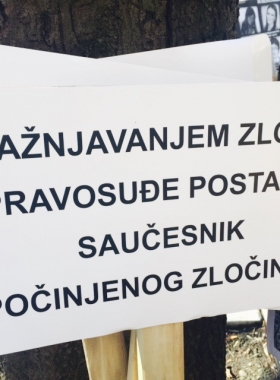 AŽNJAVANJEM ZLO
PRAVOSUĐE POSTA
SAUČESNIK
POČINJENOG ZLOČIN